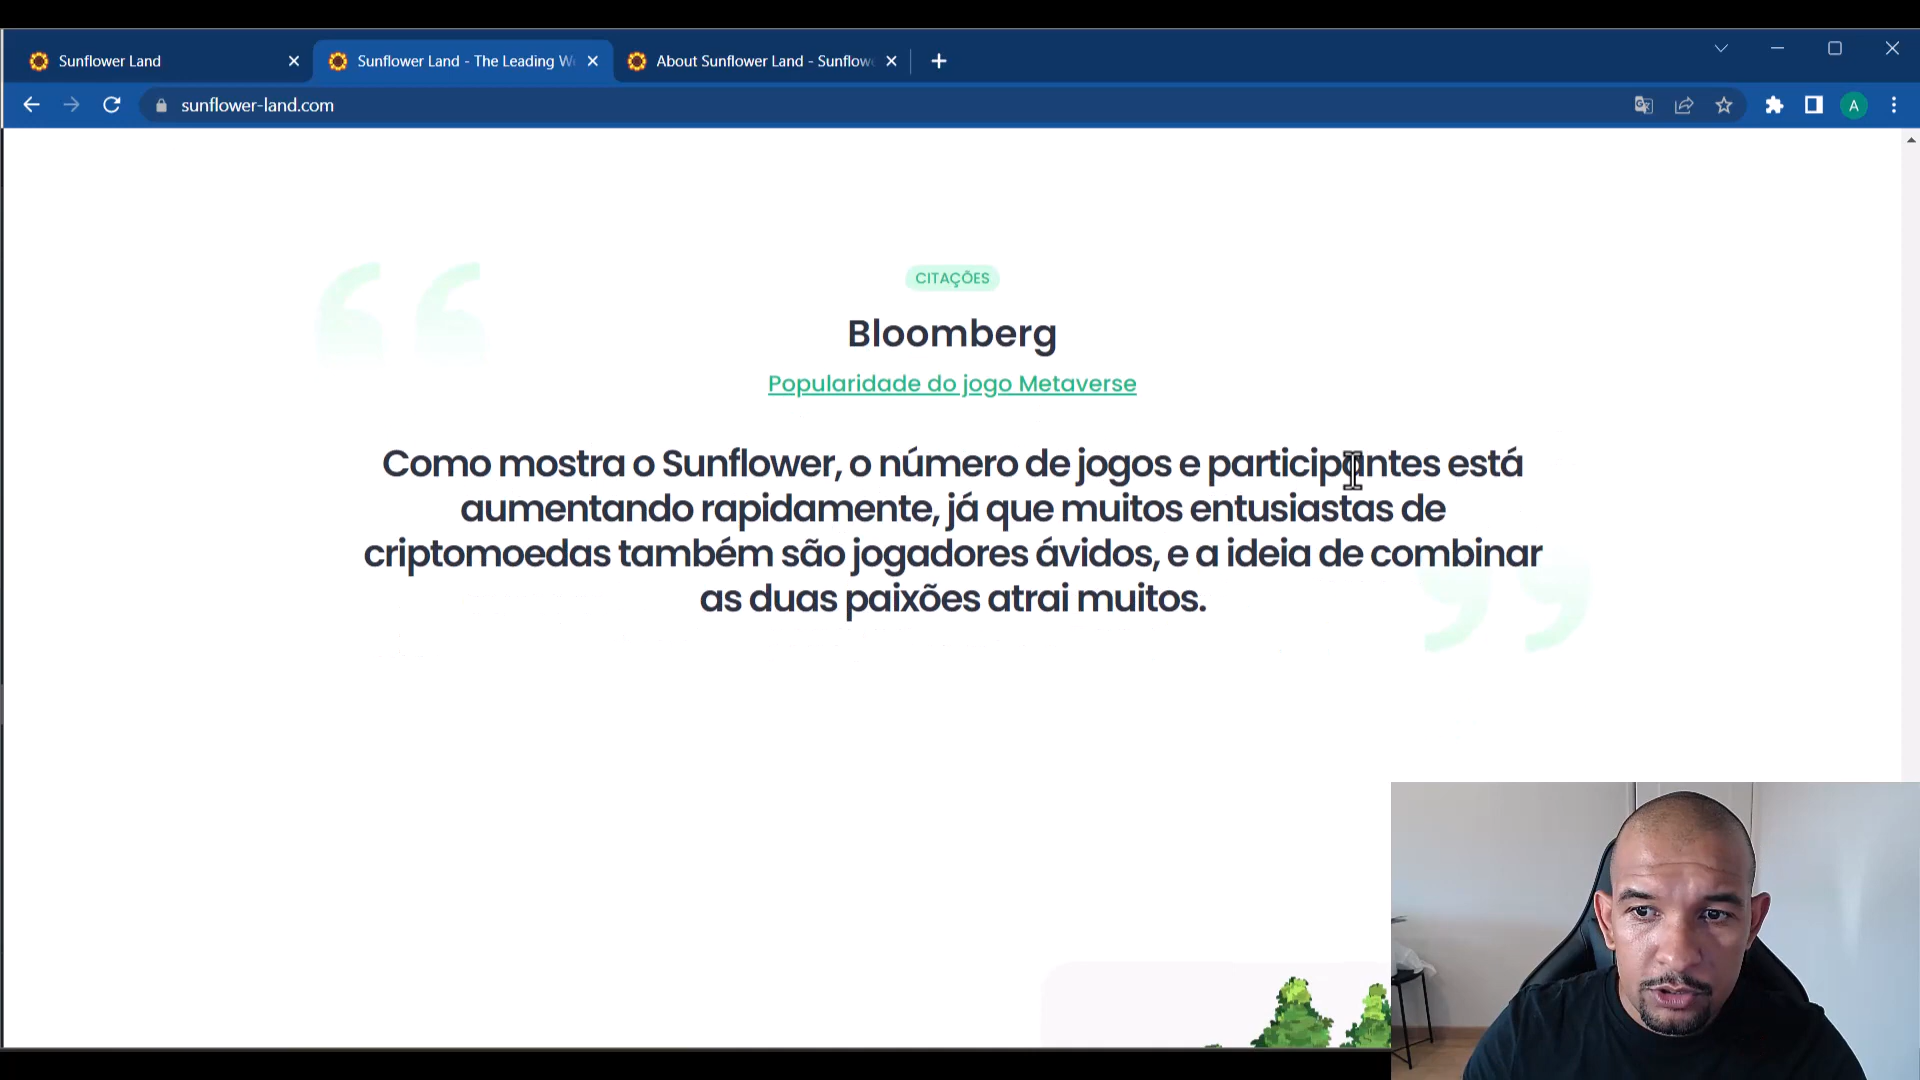 Sunflower Land
Sunflower Land - The Leading W
About Sunflower Land - Sunflow
sunflower-land.com
A
CITAÇÕES
Bloomberg
Popularidade do jogo Metaverse
Como mostra o Sunflower, o número de jogos e participantes está
aumentando rapidamente, já que muitos entusiastas de
criptomoedas também são jogadores ávidos, e a ideia de combinar
as duas paixões atrai muitos.